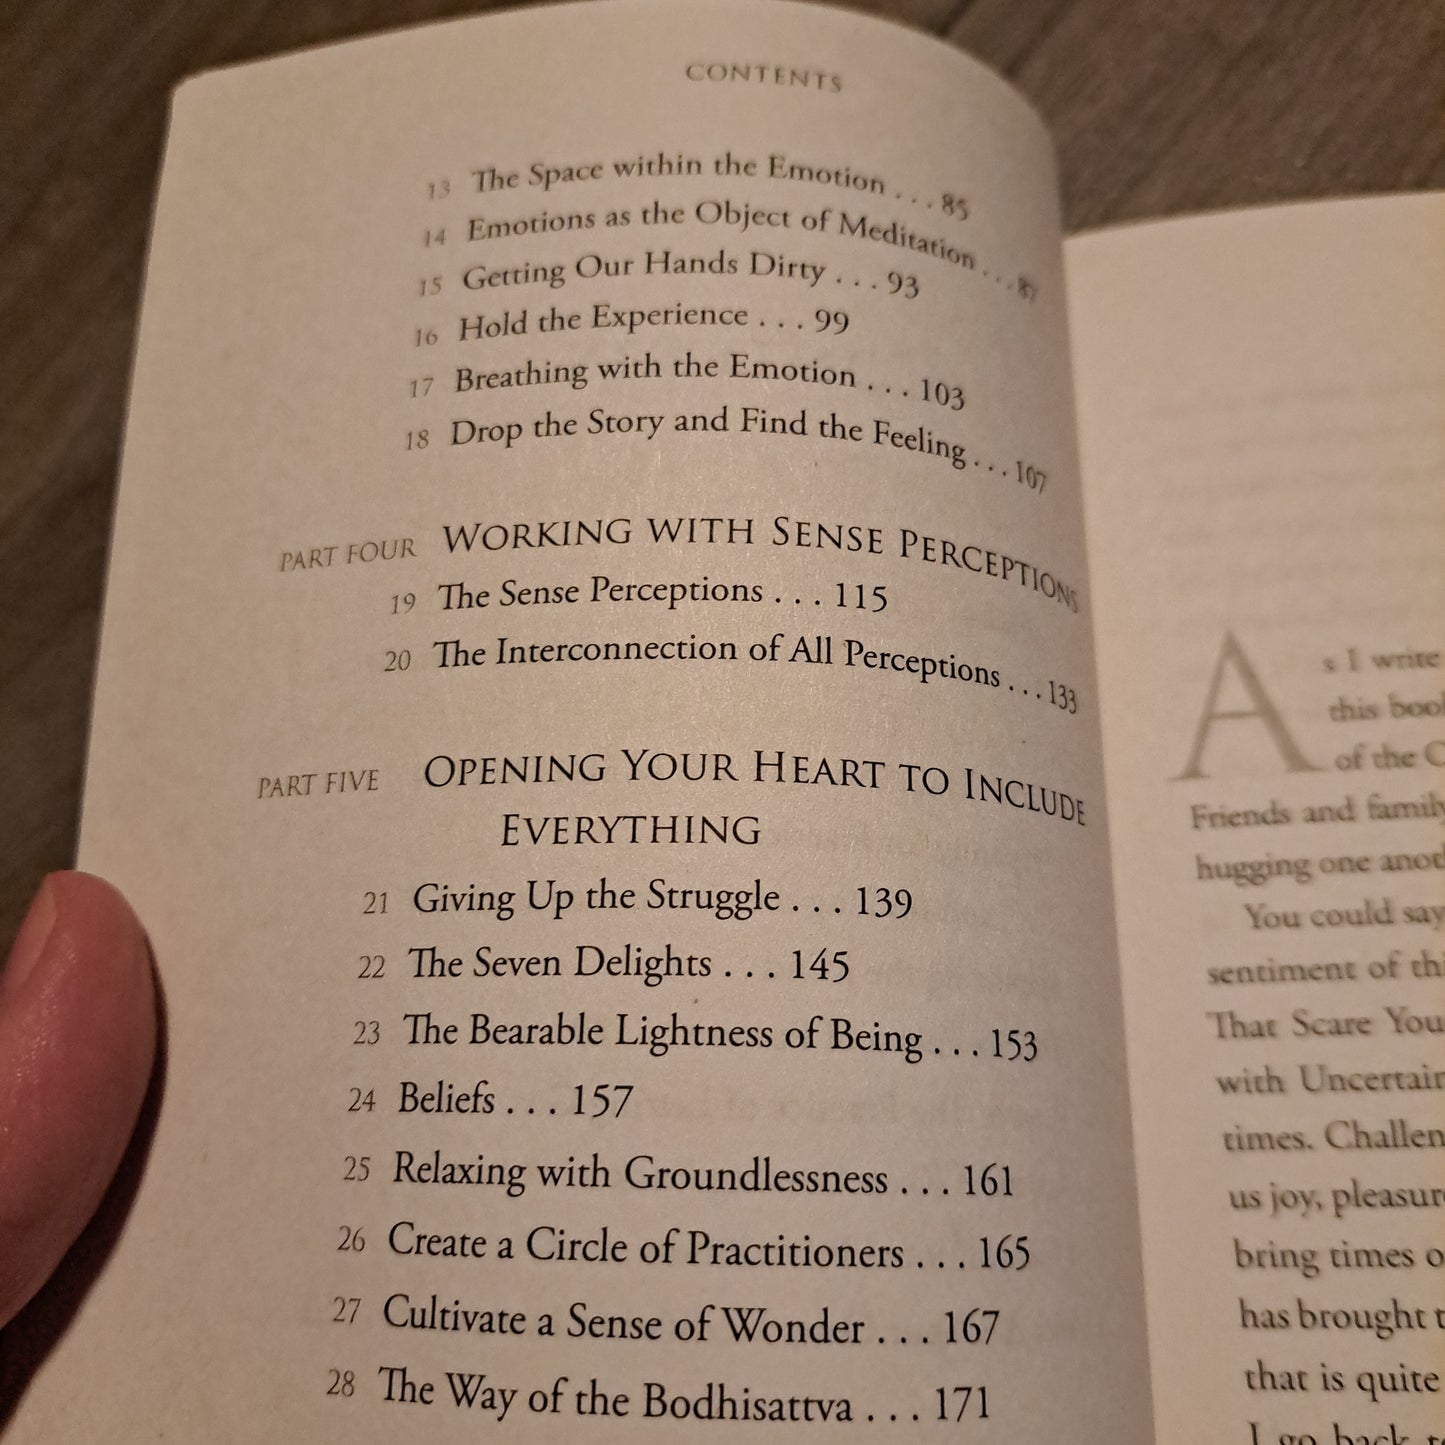 CONTENTS
13 The Space within the Emotion . . . 85
14 Emotions as the Object of Meditation . . . 87
15 Getting Our Hands Dirty . . . 93
16 Hold the Experience . . . 99
17 Breathing with the Emotion . . . 103
18 Drop the Story and Find the Feeling . . . 107
PART FOUR WORKING WITH SENSE PERCEPTIONS
19 The Sense Perceptions . . . 115
20 The Interconnection of All Perceptions . . . 133
PART FIVE OPENING YOUR HEART TO INCLUDE
EVERYTHING
21 Giving Up the Struggle . . . 139
22 The Seven Delights . . . 145
23 The Bearable Lightness of Being . . . 153
24 Beliefs . . . 157
25 Relaxing with Groundlessness . . . 161
26 Create a Circle of Practitioners . . . 165
27 Cultivate a Sense of Wonder . . . 167
28 The Way of the Bodhisattva . . . 171
As I write
this
of the
Friends and
hugging one
You could say
sentiment of
That Scare You
with
times.
us joy,
bring times
has brought
that is quite
I go back